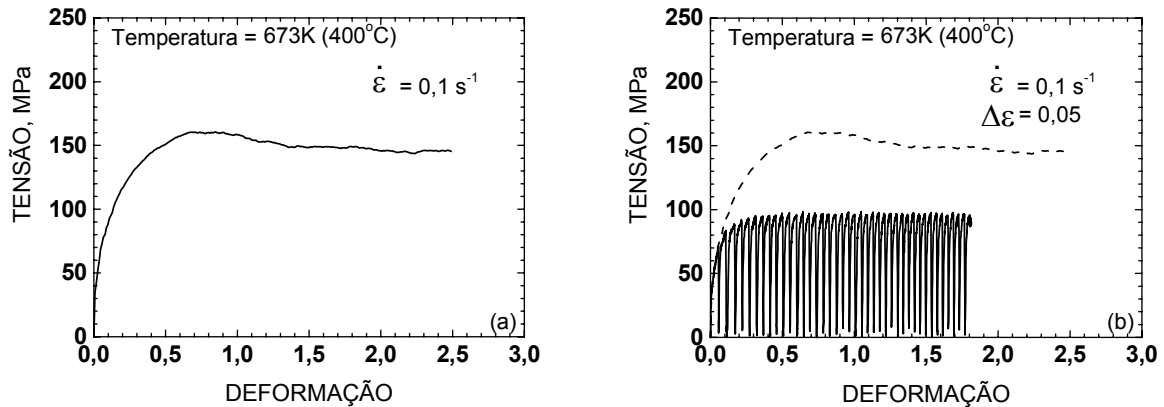 TENSÃO, MPa
250
200
150
100
50
0
Temperatura = 673K (400°C)
ε̇ = 0,1 s⁻¹
(a)
0,0 0,5 1,0 1,5 2,0 2,5 3,0
DEFORMAÇÃO
TENSÃO, MPa
250
200
150
100
50
0
Temperatura = 673K (400°C)
ε̇ = 0,1 s⁻¹
Δε = 0,05
(b)
0,0 0,5 1,0 1,5 2,0 2,5 3,0
DEFORMAÇÃO